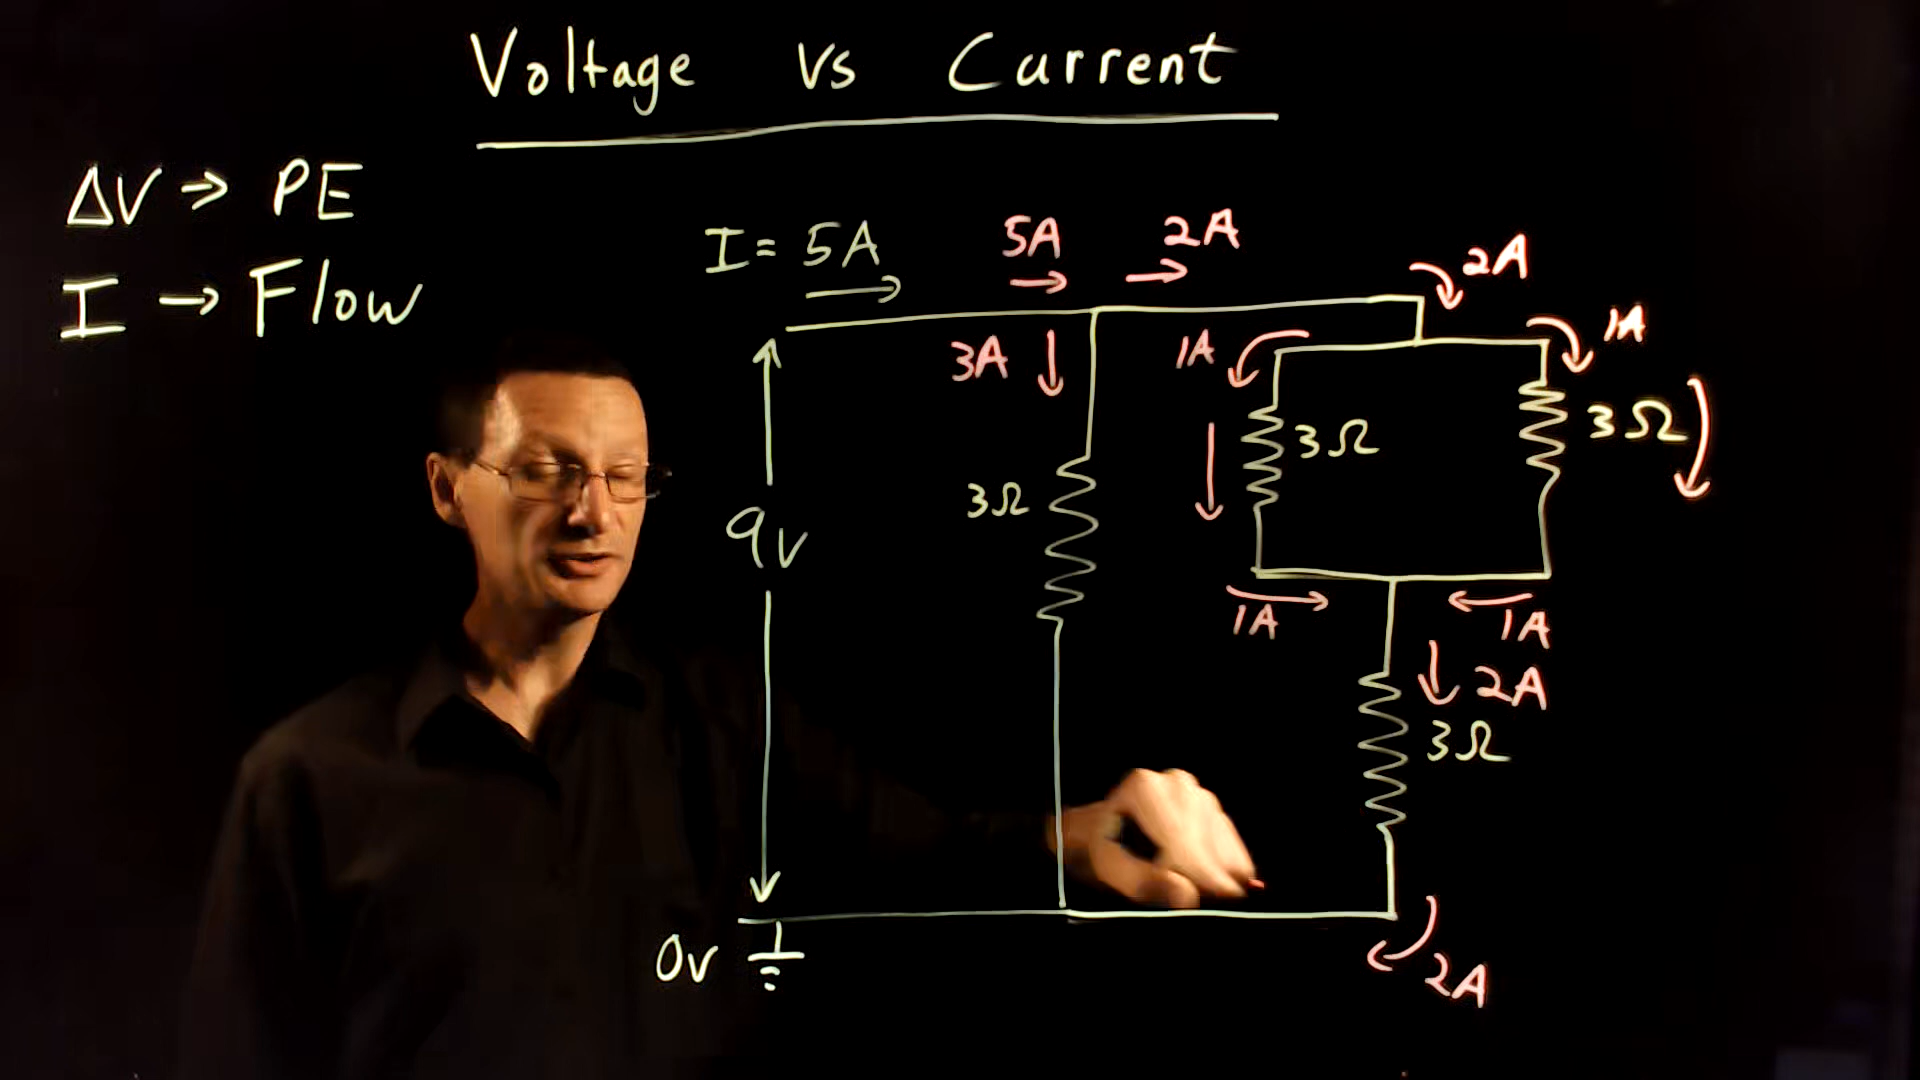 Voltage vs Current
ΔV → PE
I → Flow
I = 5A
5A
2A
2A
1A
1A
3A
3Ω
3Ω
3Ω
9v
1A
1A
2A
3Ω
0v
2A